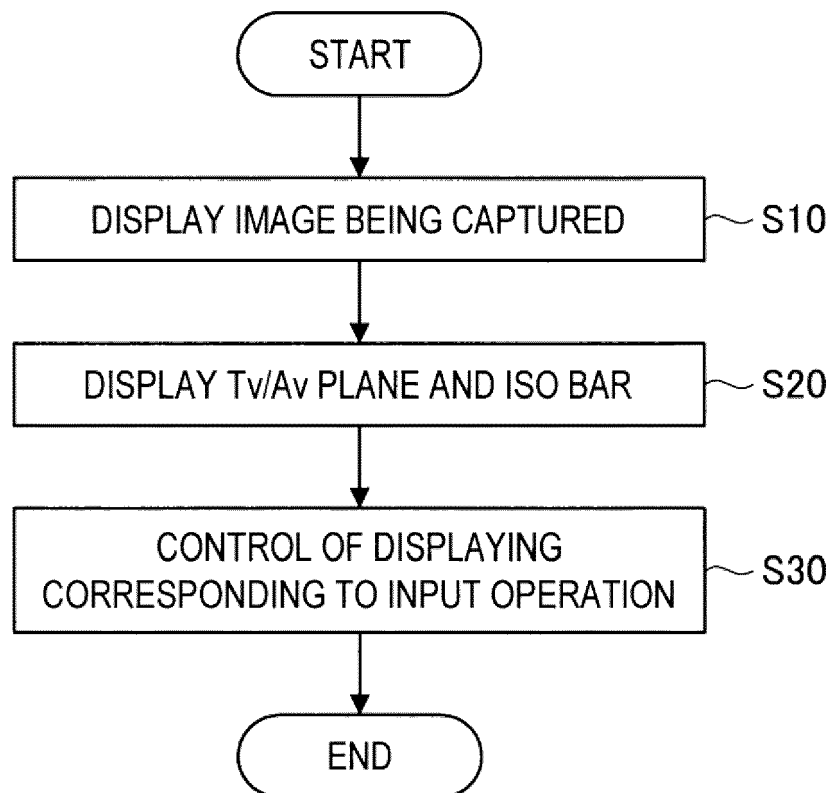 START
DISPLAY IMAGE BEING CAPTURED
S10
DISPLAY Tv/Av PLANE AND ISO BAR
S20
CONTROL OF DISPLAYING
CORRESPONDING TO INPUT OPERATION
S30
END